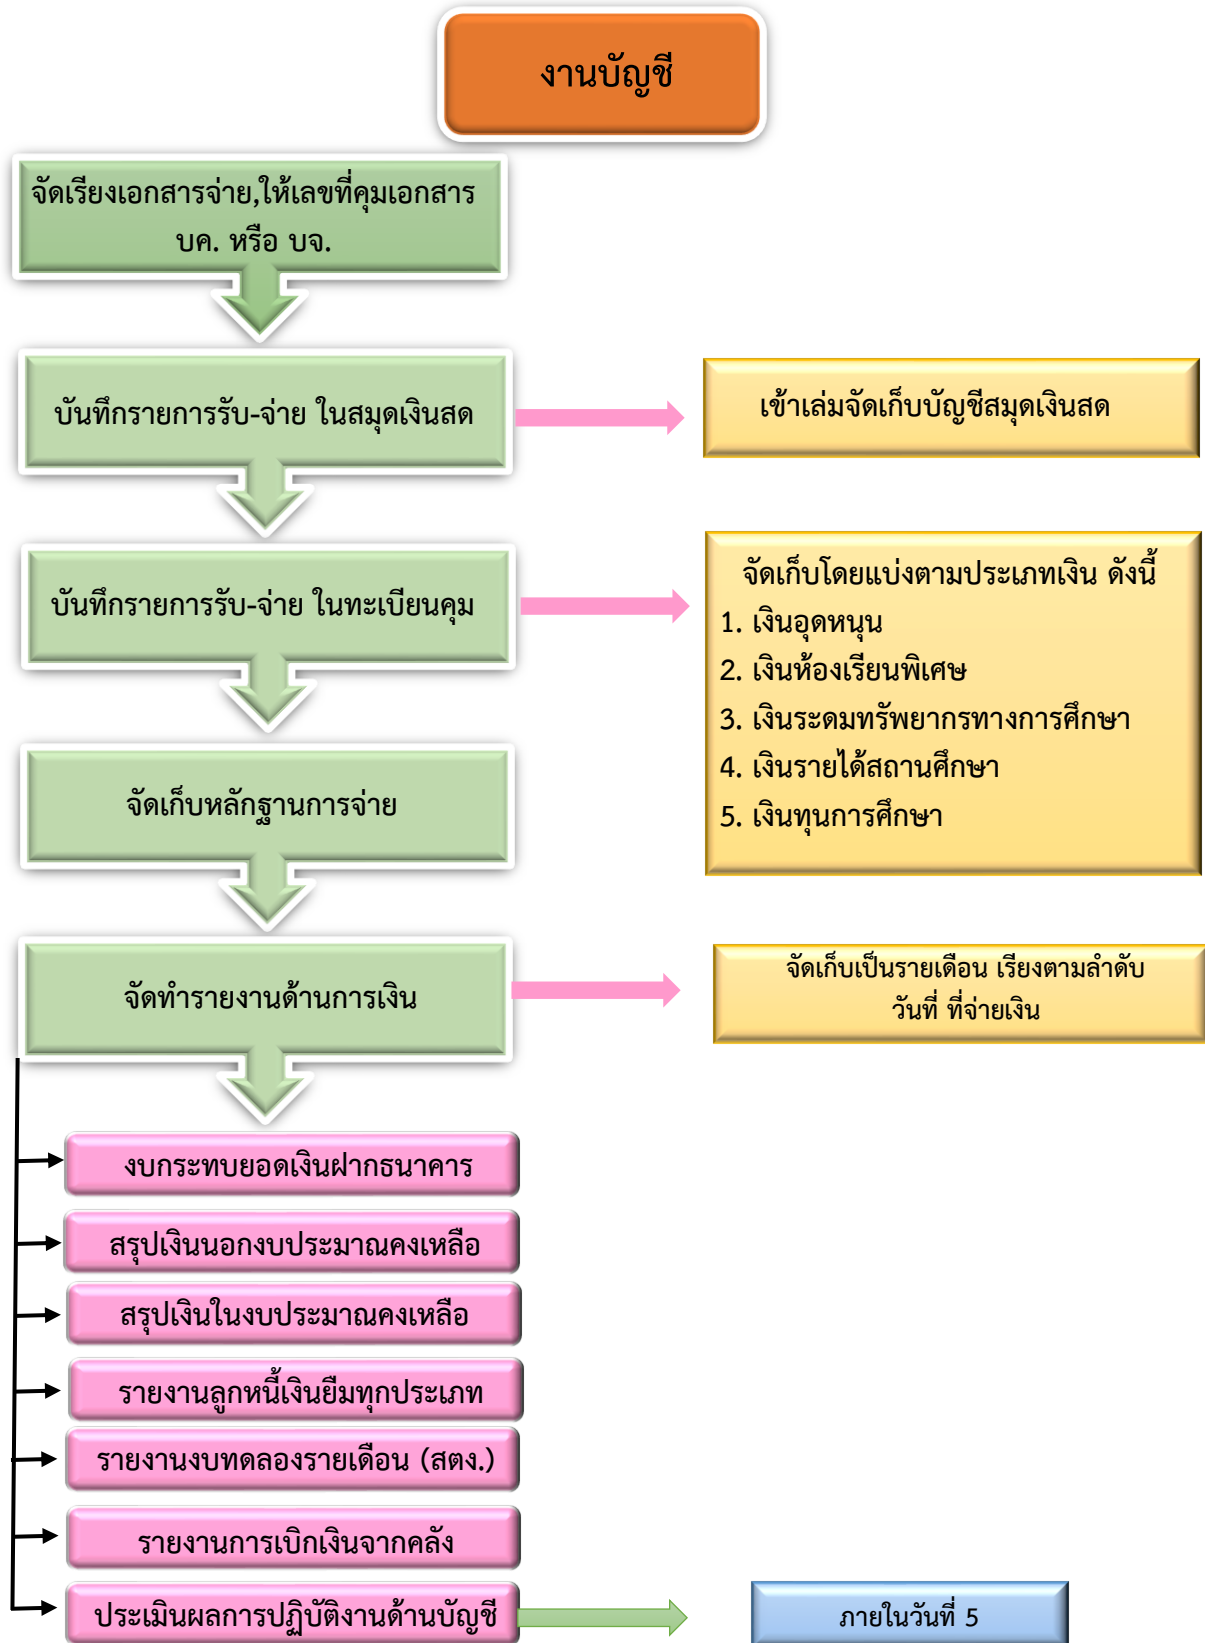 งานบัญชี
จัดเรียงเอกสารจ่าย,ให้เลขที่คุมเอกสาร
บค. หรือ บจ.
บันทึกรายการรับ-จ่าย ในสมุดเงินสด
เข้าเล่มจัดเก็บบัญชีสมุดเงินสด
บันทึกรายการรับ-จ่าย ในทะเบียนคุม
จัดเก็บโดยแบ่งตามประเภทเงิน ดังนี้
1. เงินอุดหนุน
2. เงินห้องเรียนพิเศษ
3. เงินระดมทรัพยากรทางการศึกษา
4. เงินรายได้สถานศึกษา
5. เงินทุนการศึกษา
จัดเก็บหลักฐานการจ่าย
จัดทำรายงานด้านการเงิน
จัดเก็บเป็นรายเดือน เรียงตามลำดับ
วันที่ ที่จ่ายเงิน
งบกระทบยอดเงินฝากธนาคาร
สรุปเงินนอกงบประมาณคงเหลือ
สรุปเงินในงบประมาณคงเหลือ
รายงานลูกหนี้เงินยืมทุกประเภท
รายงานงบทดลองรายเดือน (สตง.)
รายงานการเบิกเงินจากคลัง
ประเมินผลการปฏิบัติงานด้านบัญชี
ภายในวันที่ 5